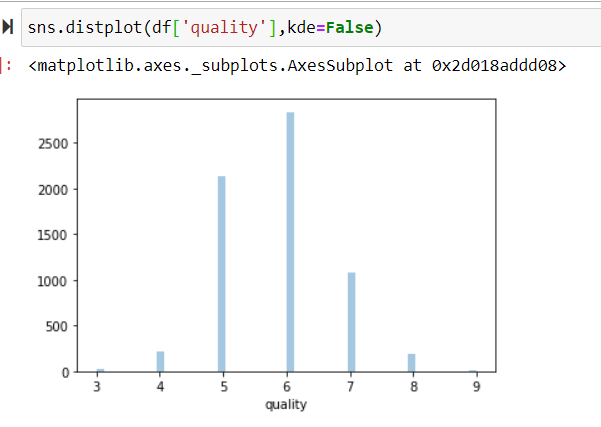 sns.distplot(df['quality'],kde=False)
]: <matplotlib.axes._subplots.AxesSubplot at 0x2d018addd08>
2500
2000
1500
1000
500
0
3 4 5 6 7 8 9
quality